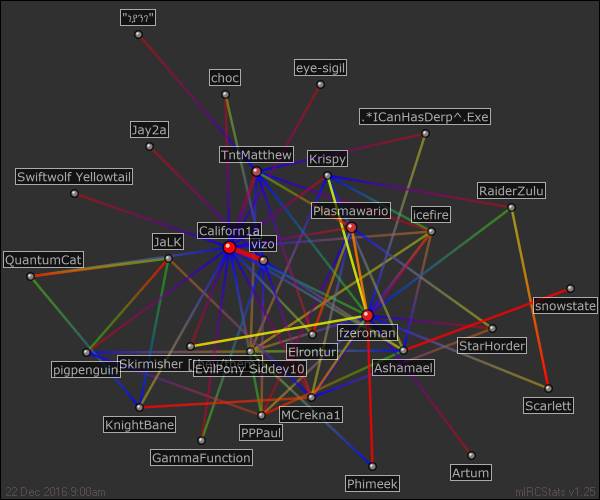 choc
eye-sigil
.*ICanHasDerp^.Exe
Jay2a
TntMatthew
Krispy
Swiftwolf Yellowtail
RaiderZulu
Plasmawario
icefire
Californ1a
vizo
JaLK
QuantumCat
snowstate
fzeroman
StarHorder
Elrontur
Skirmisher
pigpenguin
EvilPony Siddey10
Ashamael
Scarlett
KnightBane
MCrekna1
PPPaul
GammaFunction
Artum
Phimeek
22 Dec 2016 9:00am
mIRCStats v1.25